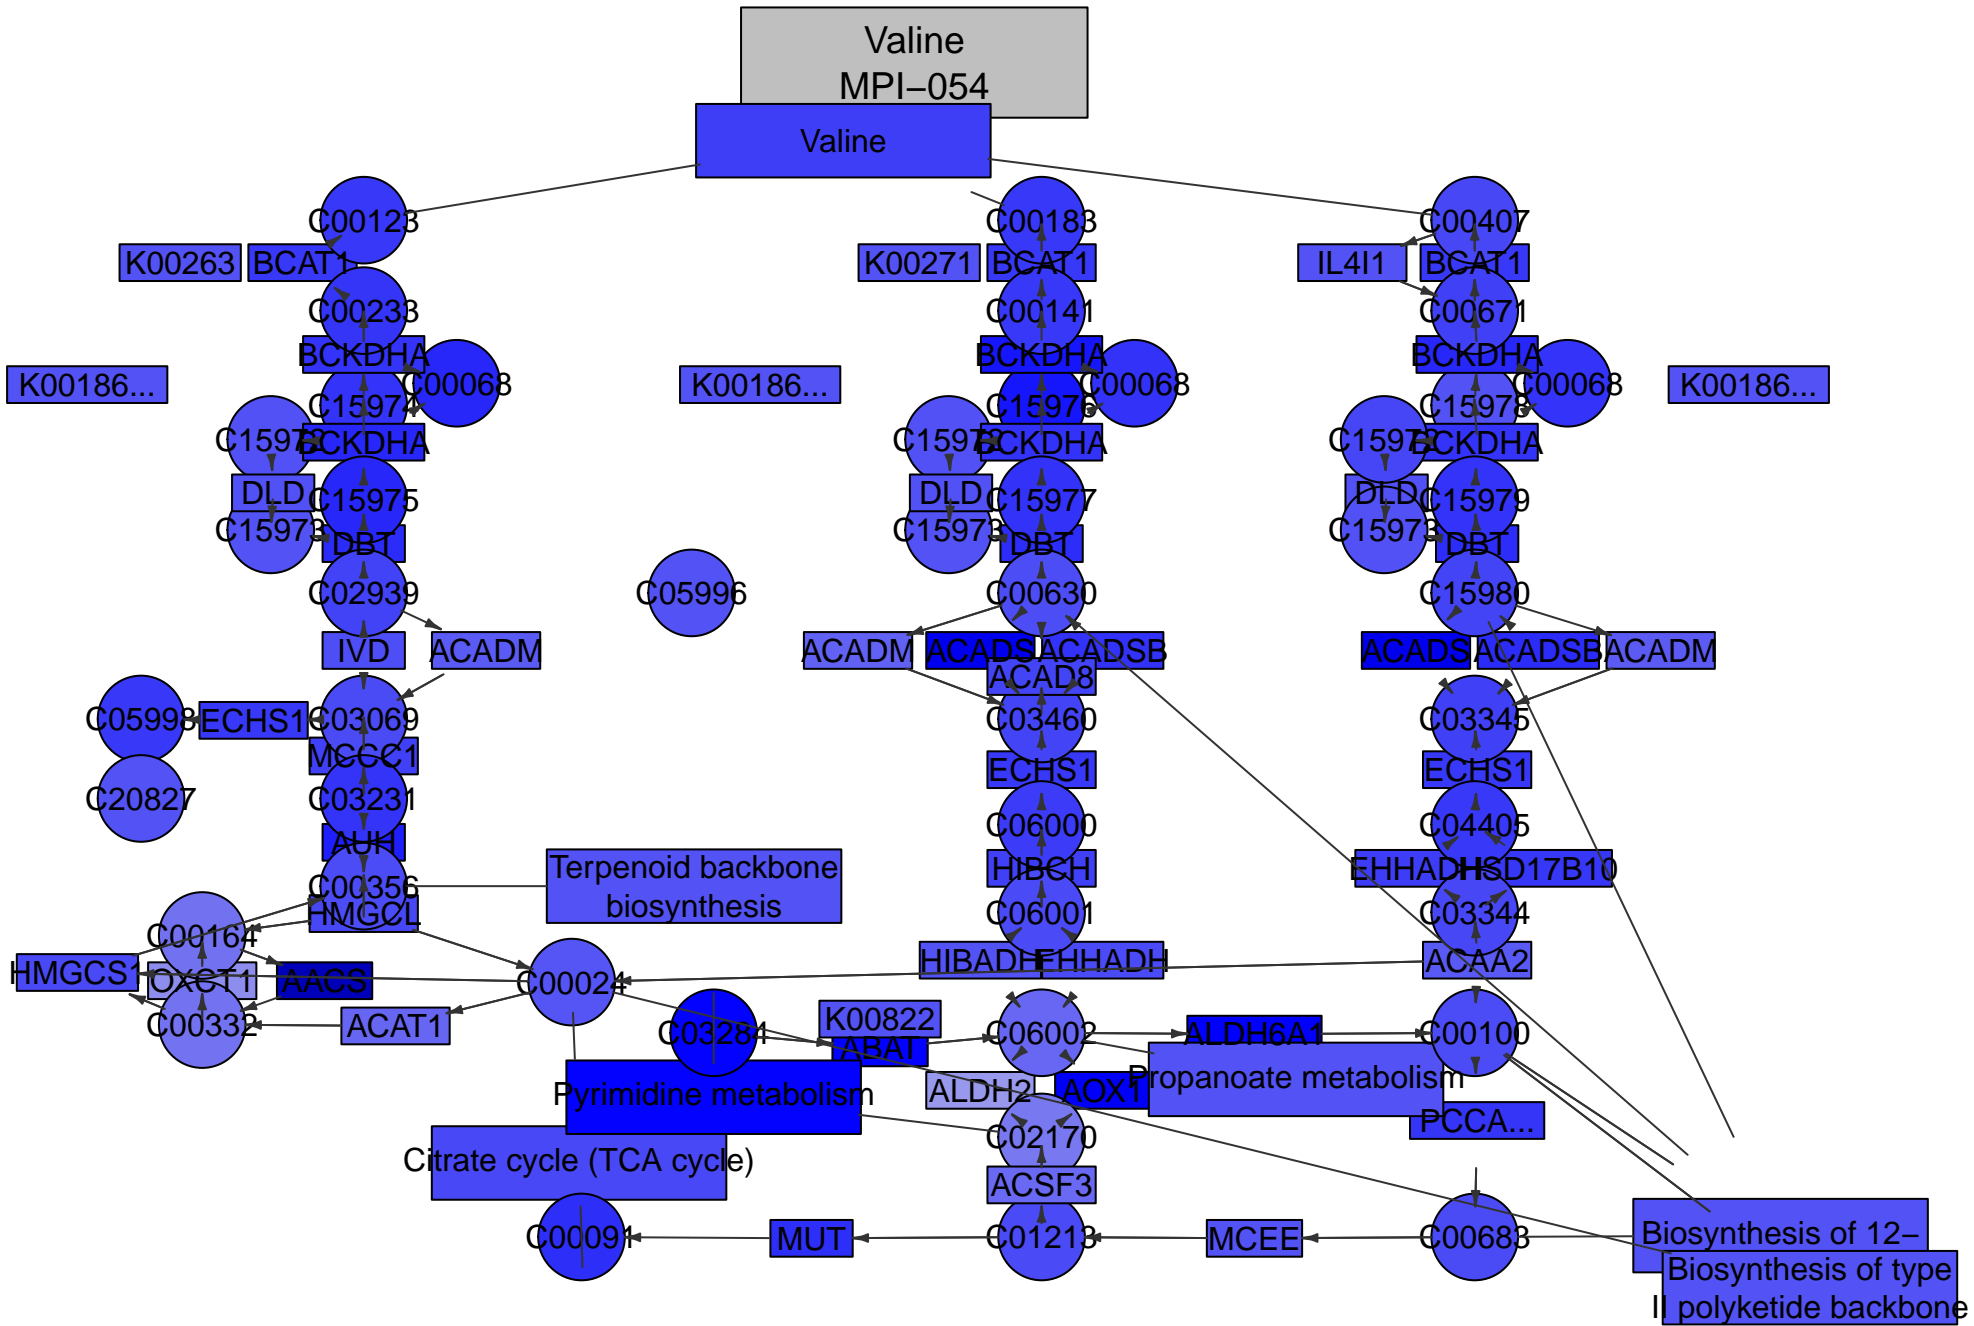 Valine
MPI–054
Valine
C00123
C00183
C00407
K00263
BCAT1
K00271
BCAT1
IL4I1
BCAT1
C00233
C00141
C00671
BCKDHA
BCKDHA
BCKDHA
K00186...
C00068
K00186...
C00068
C00068
K00186...
C15974
C15976
C15978
C15972
BCKDHA
C15972
BCKDHA
C15972
BCKDHA
DLD
C15975
DLD
C15977
DLD
C15979
C15973
DBT
C15973
DBT
C15973
DBT
C02939
C05996
C00630
C15980
IVD
ACADM
ACADM
ACADS
ACADSB
ACADS
ACADSB
ACADM
ACAD8
C05998
ECHS1
C03069
C03460
C03345
MCCC1
ECHS1
ECHS1
C20827
C03231
C06000
C04405
AUH
HIBCH
EHHADH
HSD17B10
C00356
Terpenoid backbone
biosynthesis
HMGCL
C06001
C03344
C00164
HMGCS1
OXCT1
AACS
C00024
HIBADH
EHHADH
ACAA2
C00332
ACAT1
C03284
K00822
ABAT
C06002
ALDH6A1
C00100
Pyrimidine metabolism
ALDH2
AOX1
Propanoate metabolism
PCCA...
C02170
Citrate cycle (TCA cycle)
ACSF3
C00091
MUT
C01213
MCEE
C00683
Biosynthesis of 12–
Biosynthesis of type
II polyketide backbone